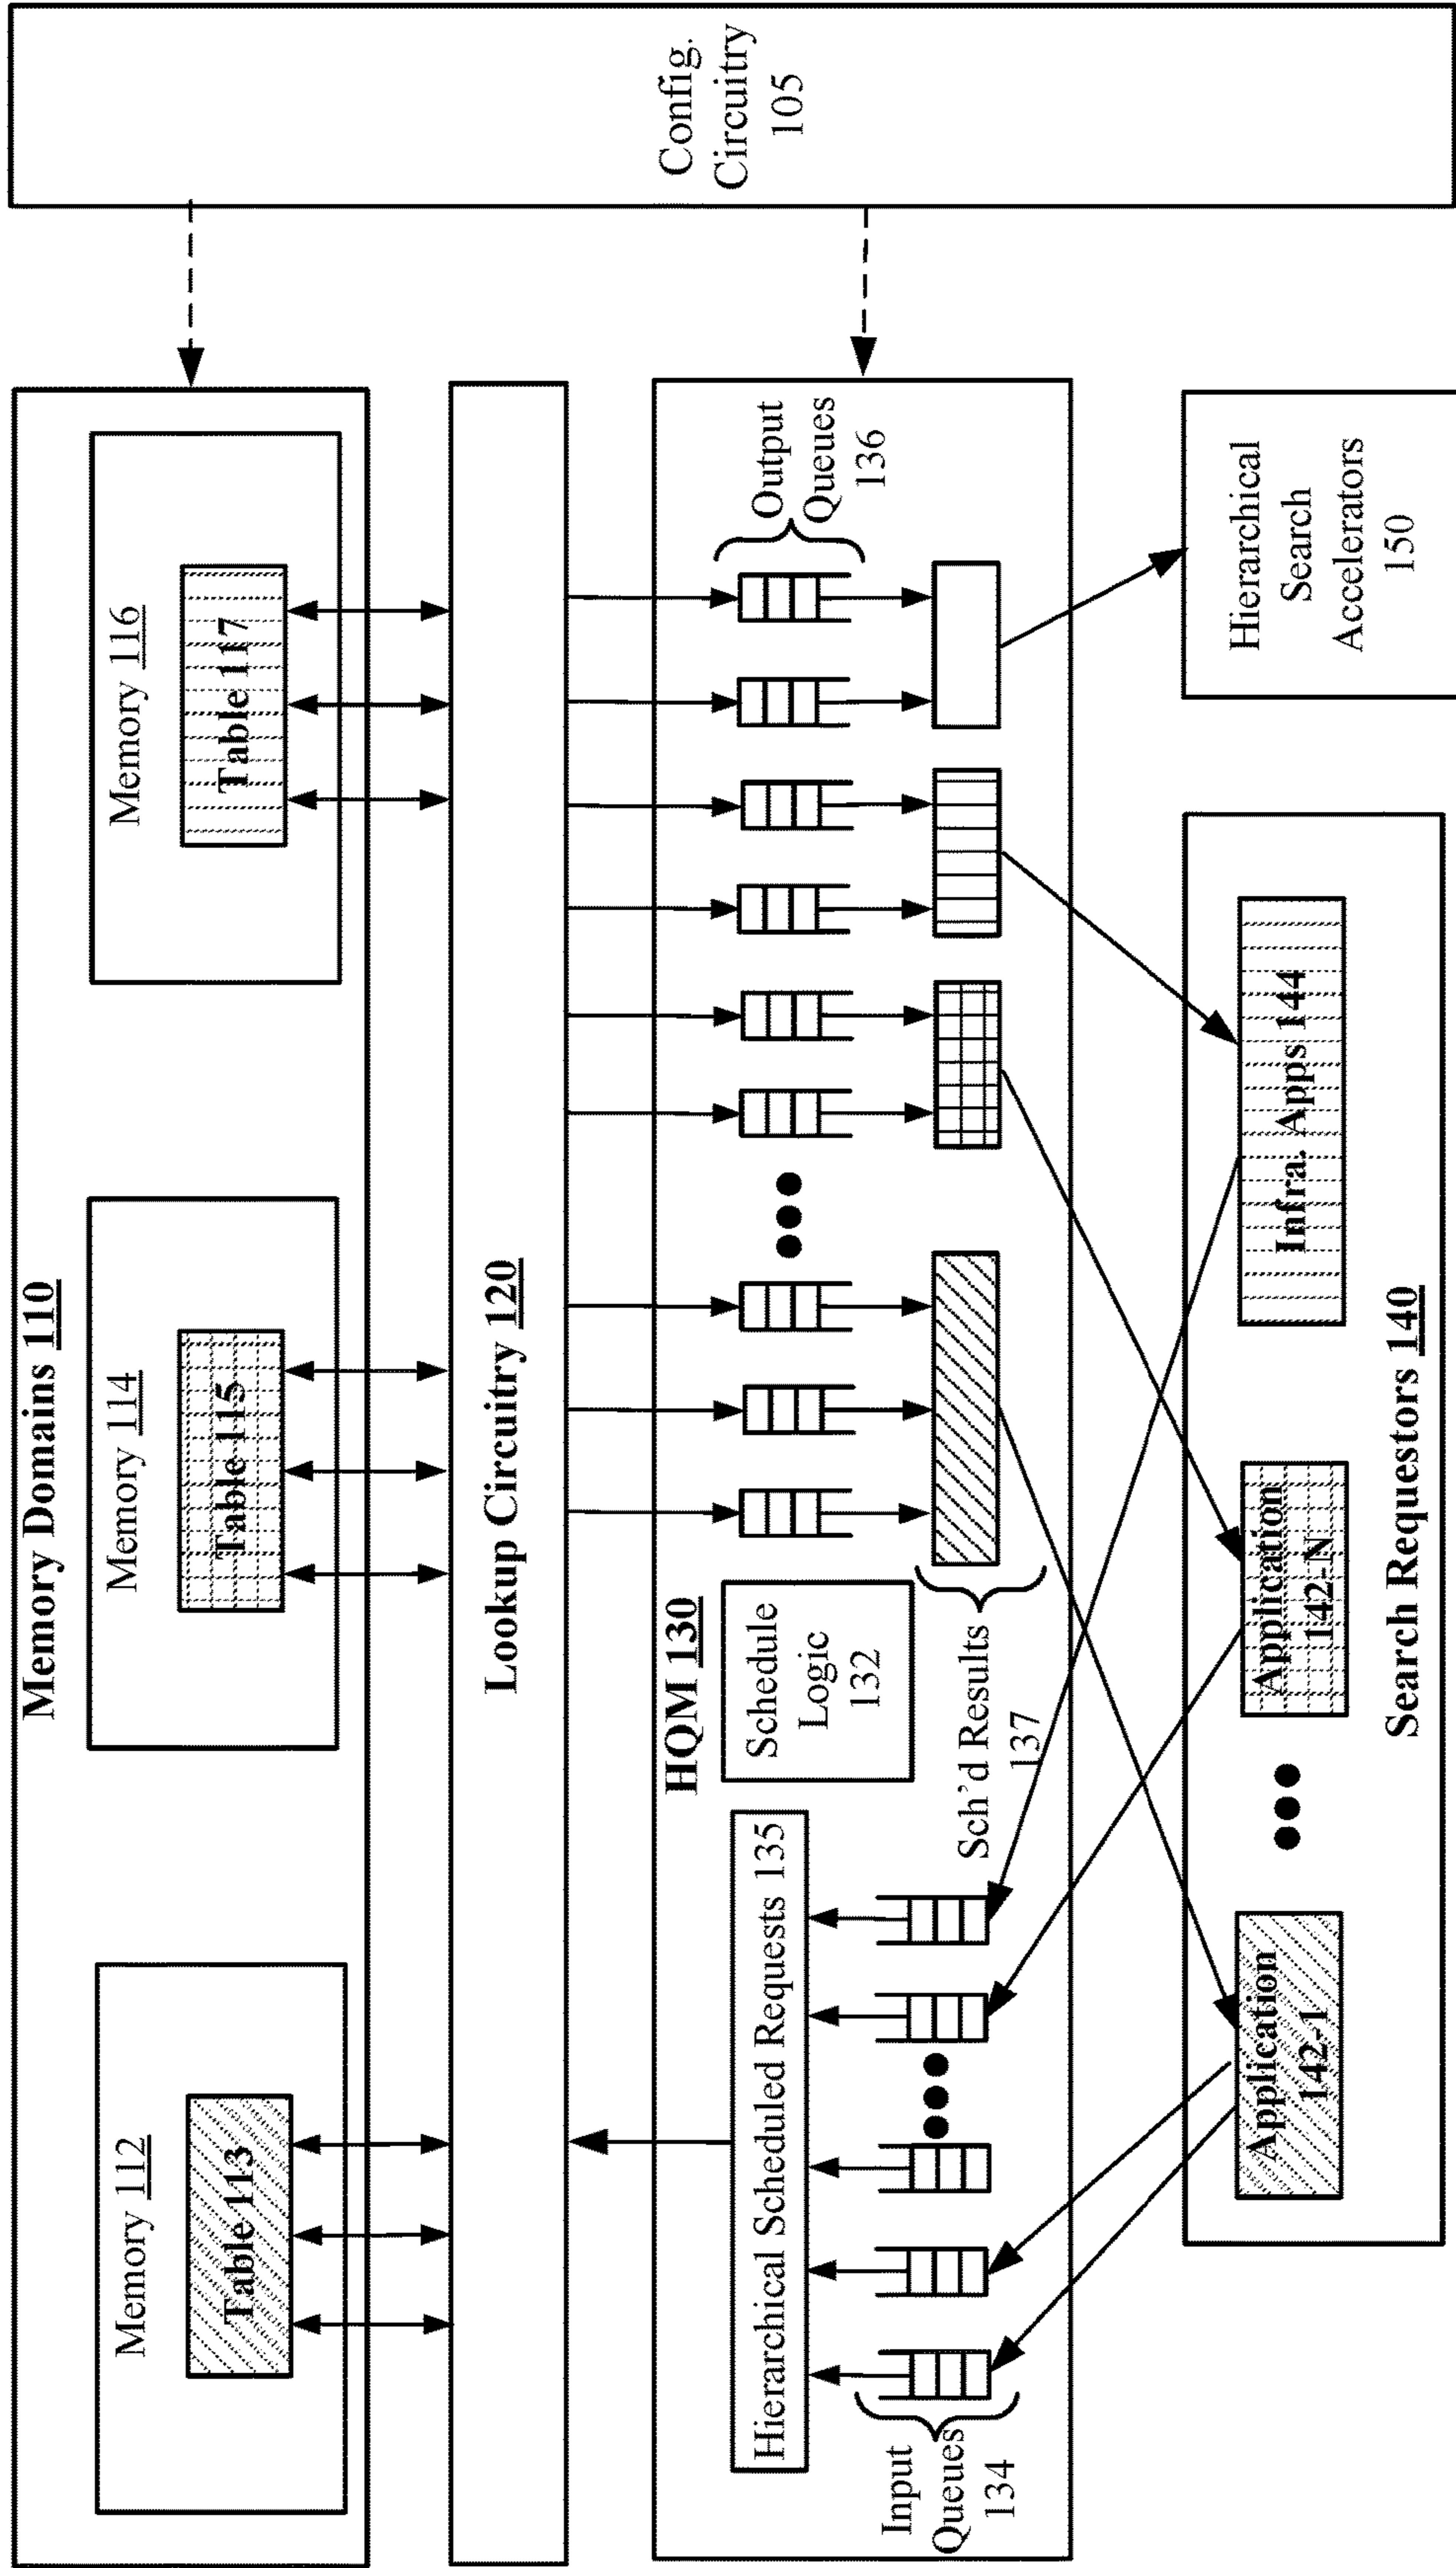 Memory Domains 110
Memory 112
Table 113
Memory 114
Table 115
Memory 116
Table 117
Lookup Circuitry 120
HQM 130
Hierarchical Scheduled Requests 135
Schedule
Logic
132
Input
Queues
134
Sch'd Results
137
Output
Queues
136
Config.
Circuitry
105
Application
142-1
Application
142-N
Infra. Apps 144
Search Requestors 140
Hierarchical
Search
Accelerators
150